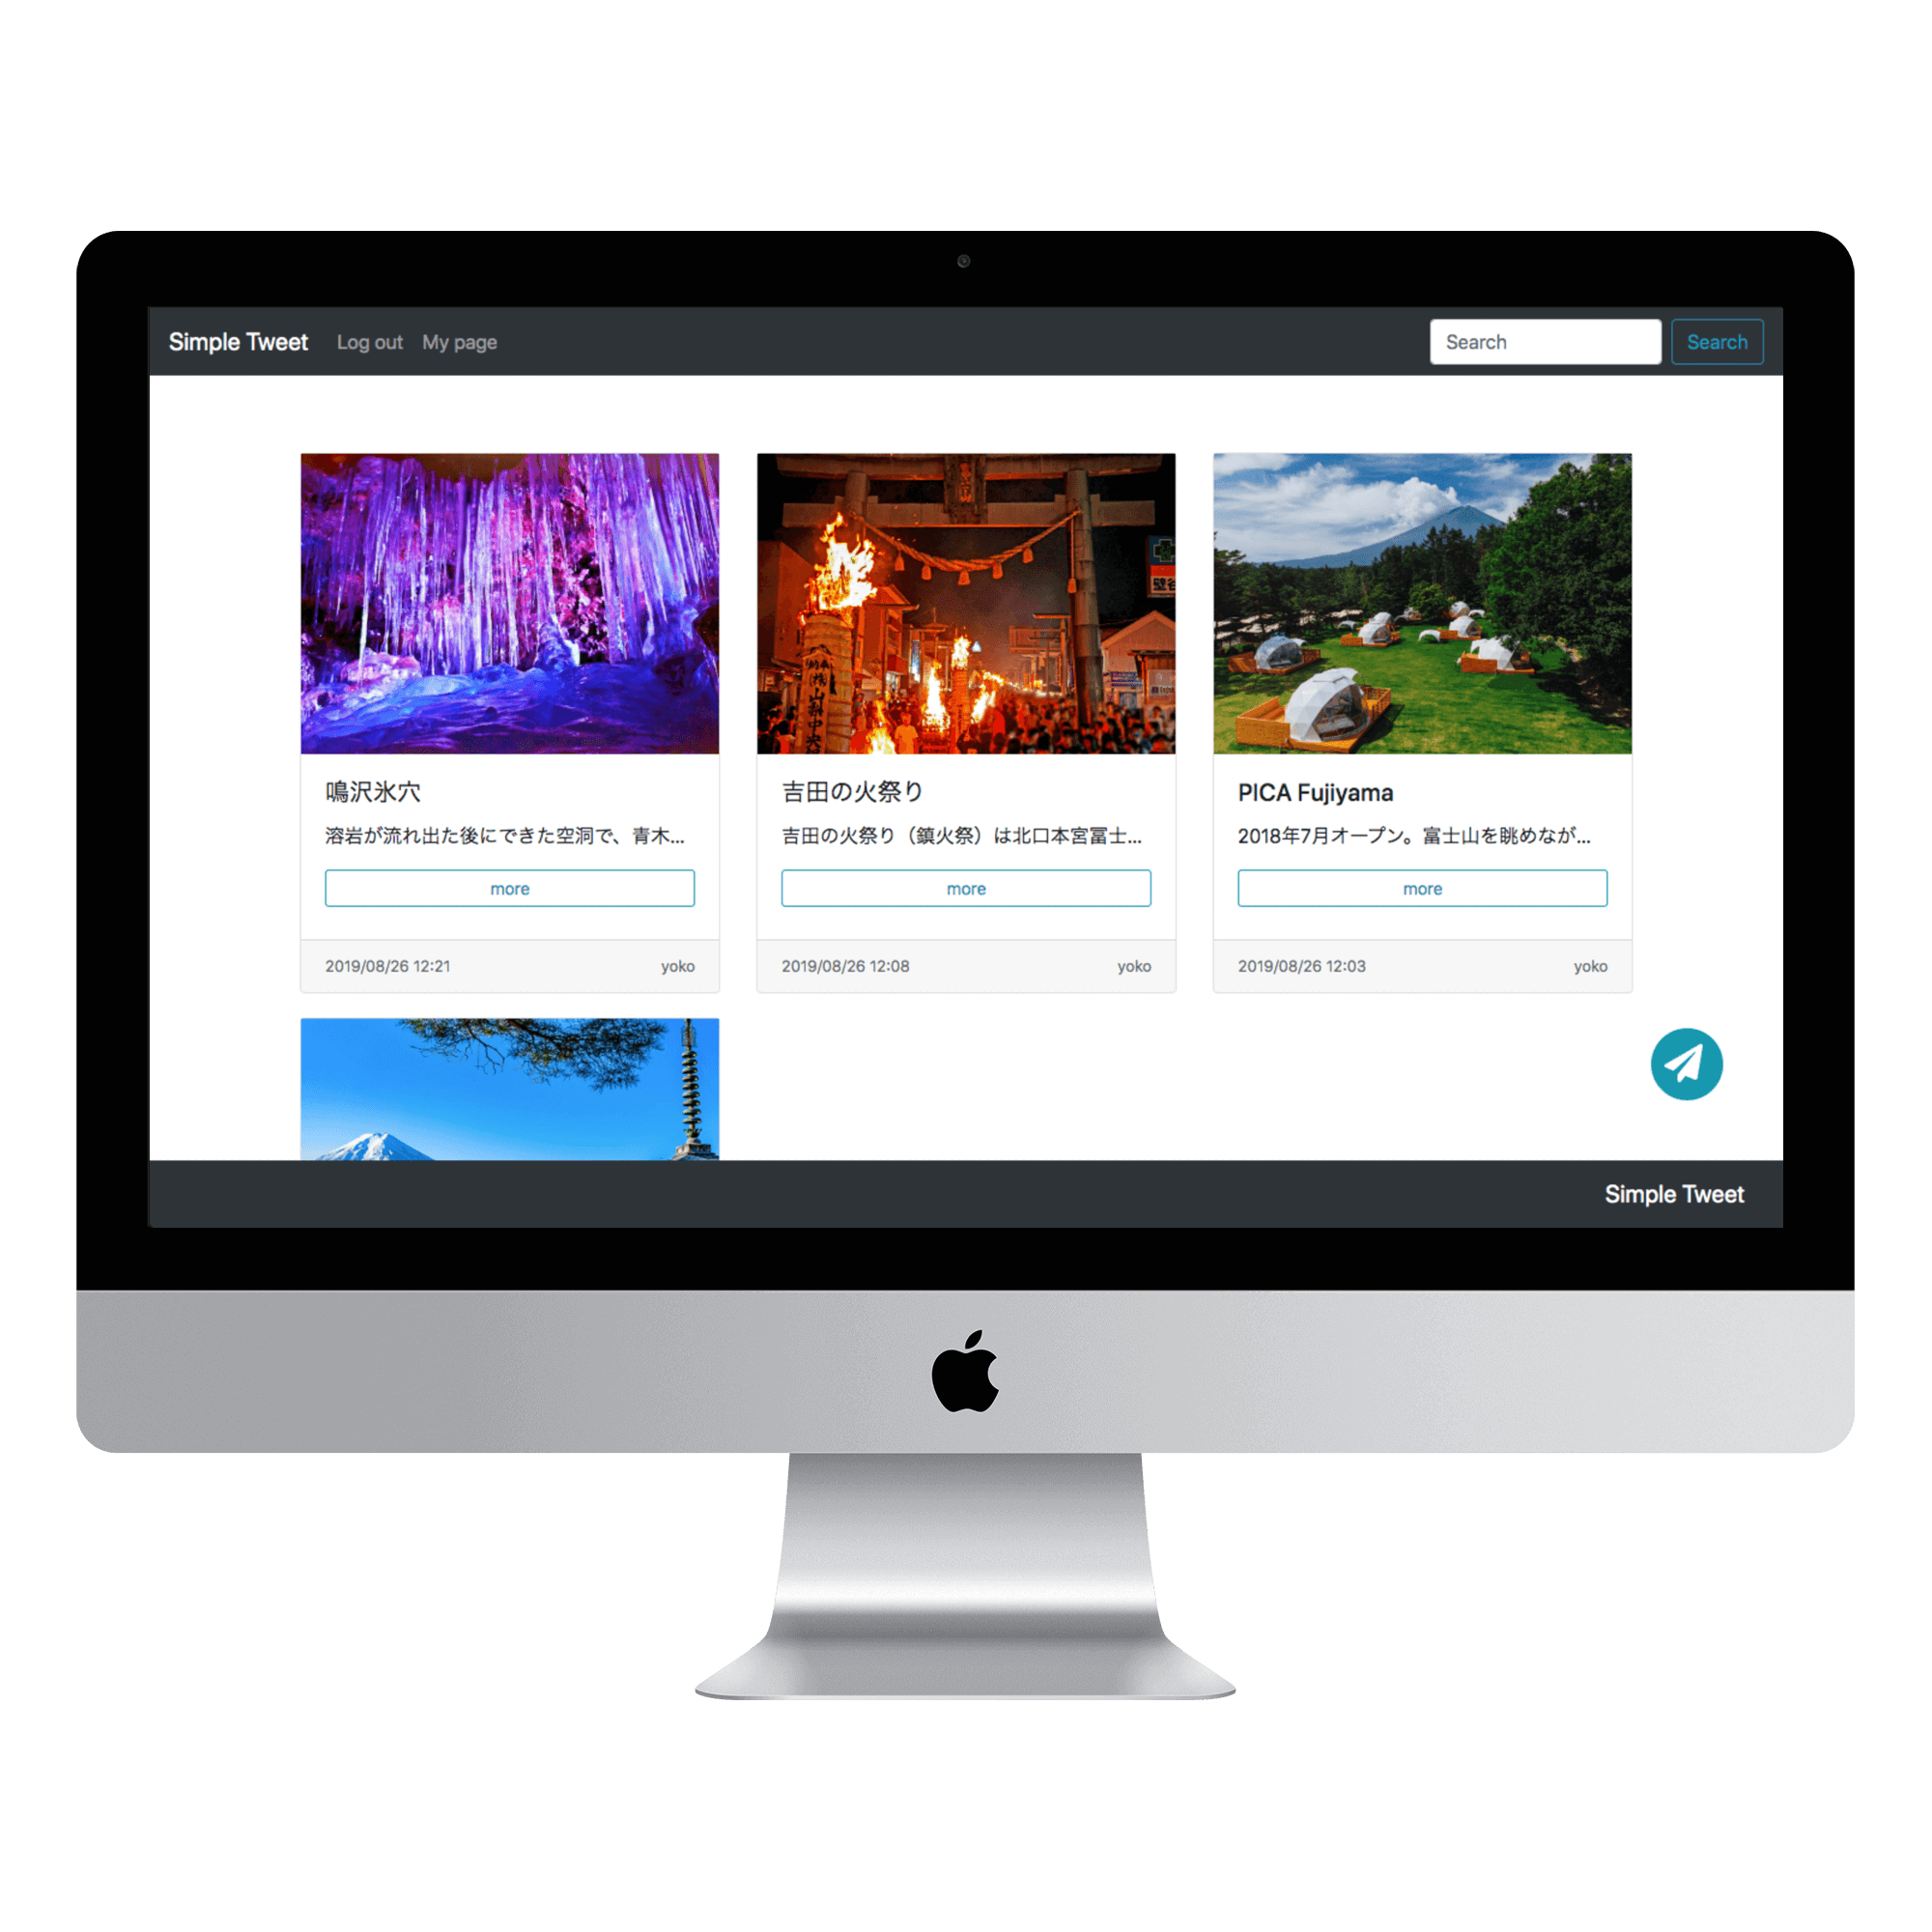 Simple Tweet Log out My page Search Search
鳴沢氷穴
溶岩が流れ出た後にできた空洞で、青木...
more
2019/08/26 12:21 yoko
吉田の火祭り
吉田の火祭り（鎮火祭）は北口本宮冨士...
more
2019/08/26 12:08 yoko
PICA Fujiyama
2018年7月オープン。富士山を眺めなが...
more
2019/08/26 12:03 yoko
山梨中央
Simple Tweet